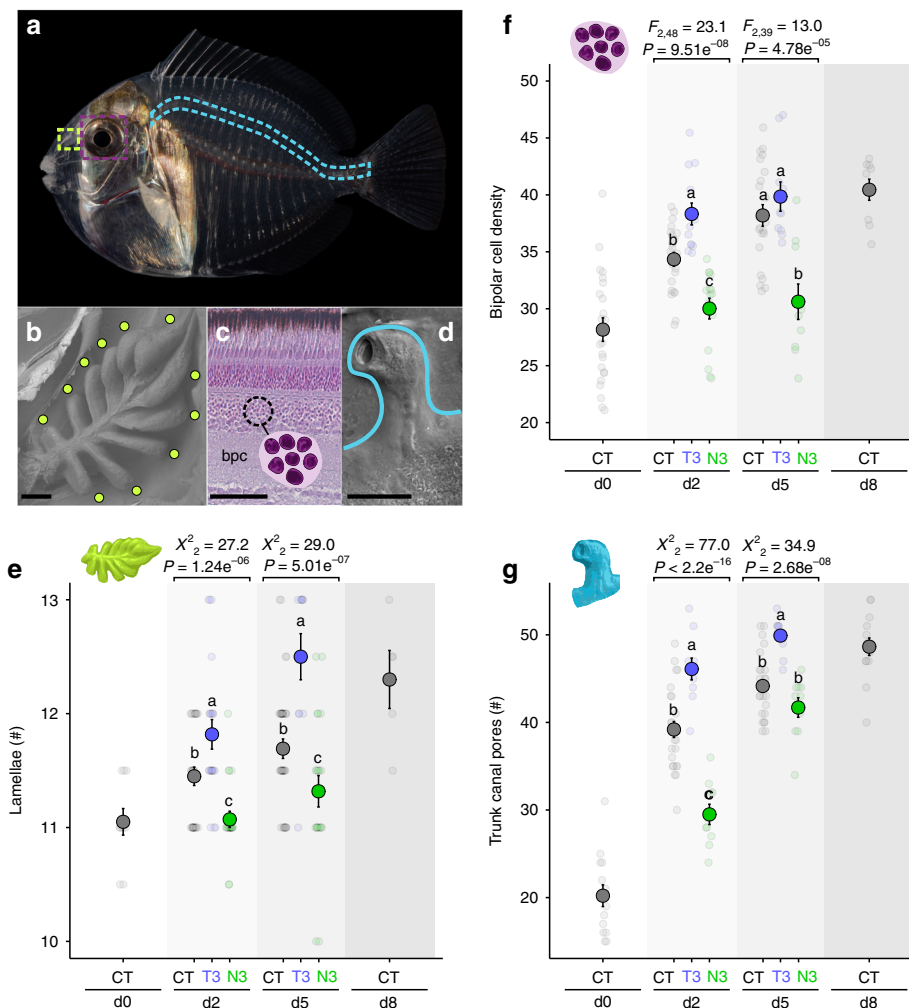 a
b
c
d
bpc
f
F2,48 = 23.1
P = 9.51e−08
F2,39 = 13.0
P = 4.78e−05
Bipolar cell density
50
45
40
35
30
25
20
b
a
c
a
a
b
CT
CT T3 N3
CT T3 N3
CT
d0
d2
d5
d8
e
X²2 = 27.2
P = 1.24e−06
X²2 = 29.0
P = 5.01e−07
Lamellae (#)
13
12
11
10
b
a
c
b
a
c
CT
CT T3 N3
CT T3 N3
CT
d0
d2
d5
d8
g
X²2 = 77.0
P < 2.2e−16
X²2 = 34.9
P = 2.68e−08
Trunk canal pores (#)
50
40
30
20
b
a
c
b
a
b
CT
CT T3 N3
CT T3 N3
CT
d0
d2
d5
d8